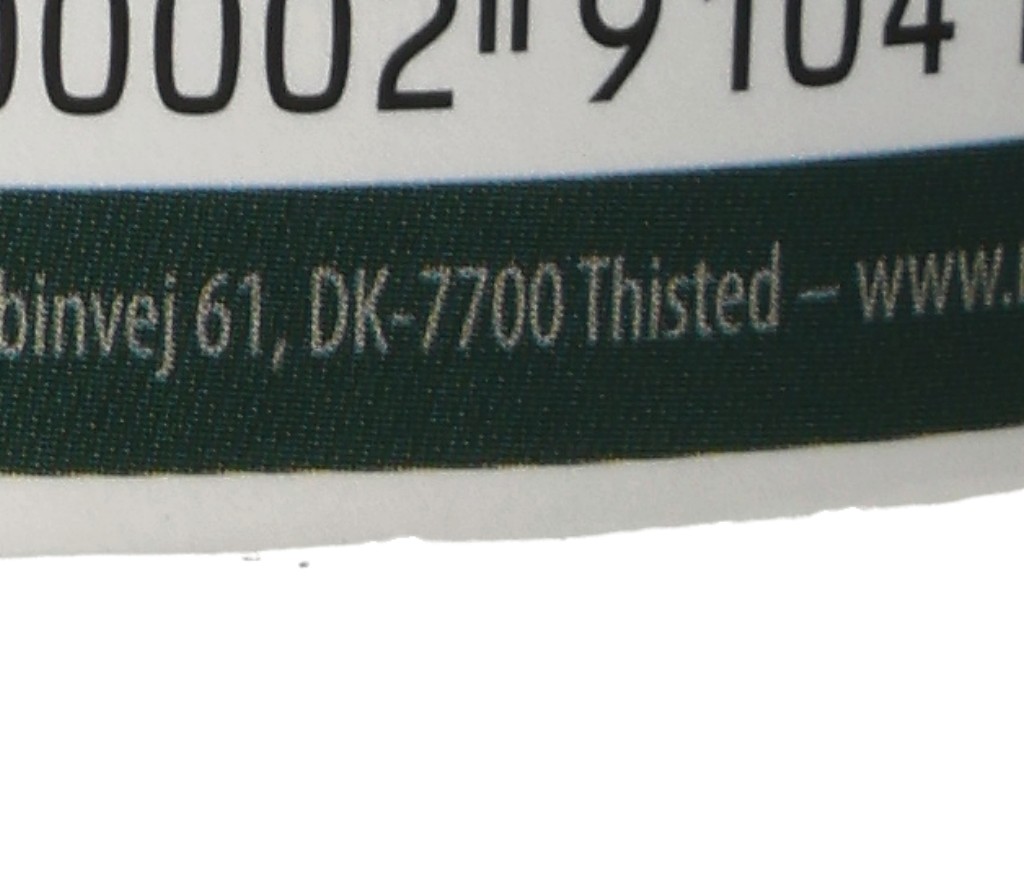 00002 9104
binvej 61, DK-7700 Thisted – www.